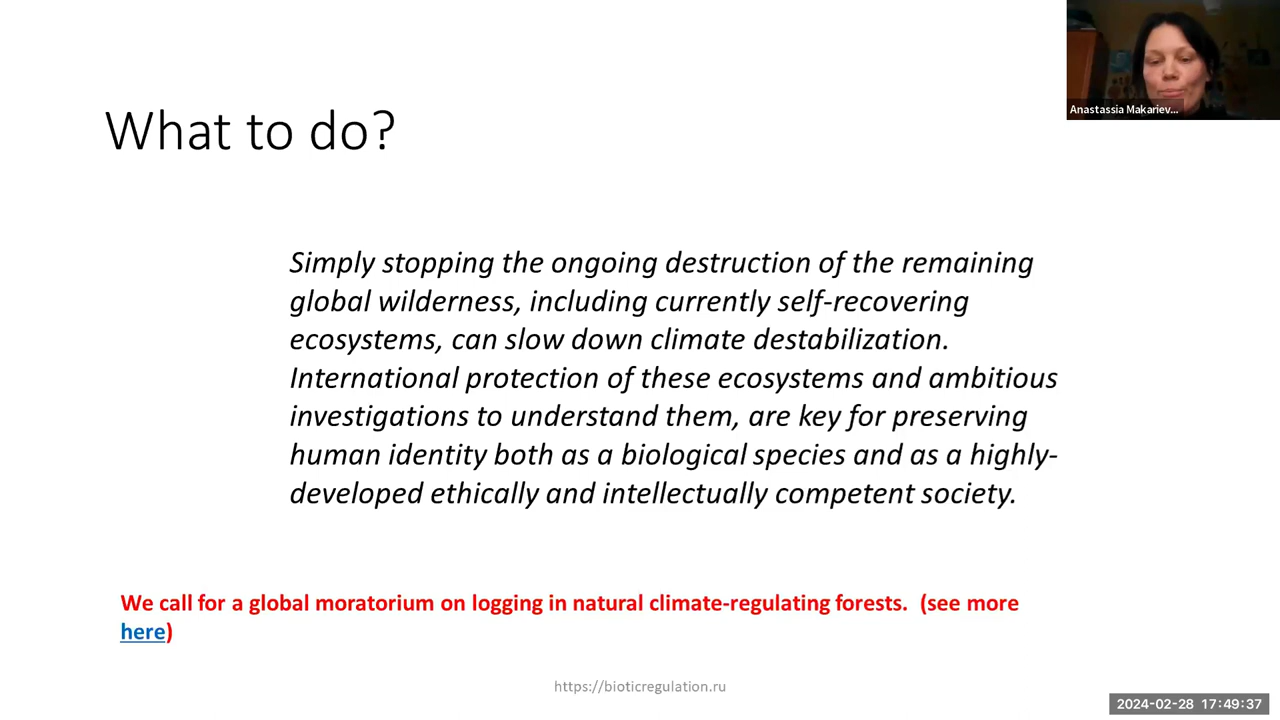 Anastassia Makariev...
What to do?
Simply stopping the ongoing destruction of the remaining
global wilderness, including currently self-recovering
ecosystems, can slow down climate destabilization.
International protection of these ecosystems and ambitious
investigations to understand them, are key for preserving
human identity both as a biological species and as a highly-
developed ethically and intellectually competent society.
We call for a global moratorium on logging in natural climate-regulating forests.  (see more
here)
https://bioticregulation.ru
2024-02-28 17:49:37